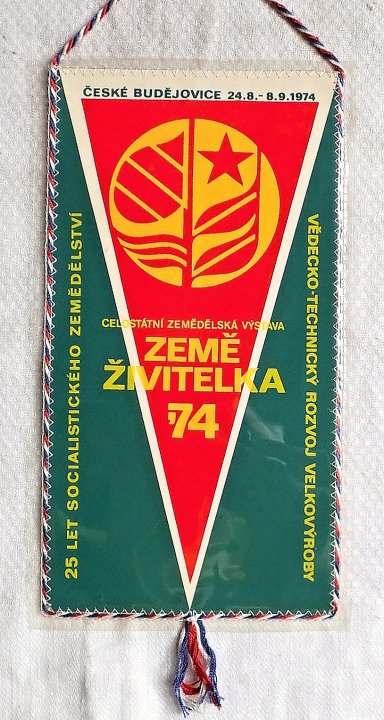 ČESKÉ BUDĚJOVICE 24.8.-8.9.1974
25 LET SOCIALISTICKÉHO ZEMĚDĚLSTVÍ
CELOSTÁTNÍ ZEMĚDĚLSKÁ VÝSTAVA
ZEMĚ
ŽIVITELKA
'74
VĚDECKO-TECHNICKÝ ROZVOJ VELKOVÝROBY